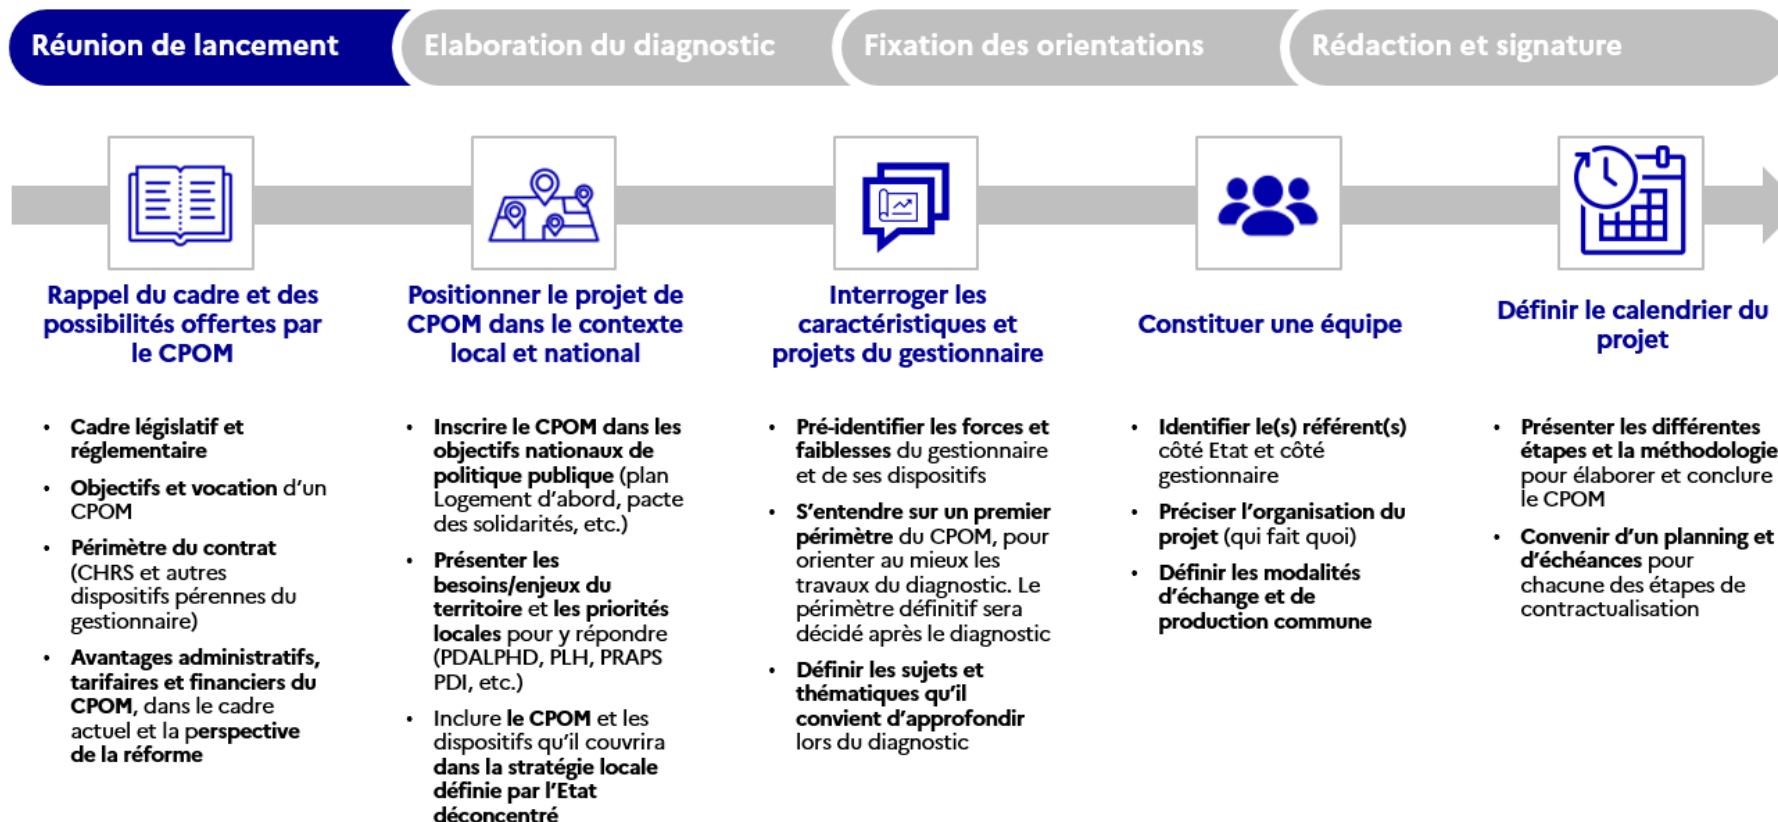 Réunion de lancement
Elaboration du diagnostic
Fixation des orientations
Rédaction et signature
Rappel du cadre et des
possibilités offertes par
le CPOM
• Cadre législatif et
réglementaire
• Objectifs et vocation d'un
CPOM
• Périmètre du contrat
(CHRS et autres
dispositifs pérennes du
gestionnaire)
• Avantages administratifs,
tarifaires et financiers du
CPOM, dans le cadre
actuel et la perspective
de la réforme
Positionner le projet de
CPOM dans le contexte
local et national
• Inscrire le CPOM dans les
objectifs nationaux de
politique publique (plan
Logement d'abord, pacte
des solidarités, etc.)
• Présenter les
besoins/enjeux du
territoire et les priorités
locales pour y répondre
(PDALPHD, PLH, PRAPS
PDI, etc.)
• Inclure le CPOM et les
dispositifs qu'il couvrira
dans la stratégie locale
définie par l'Etat
déconcentré
Interroger les
caractéristiques et
projets du gestionnaire
• Pré-identifier les forces et
faiblesses du gestionnaire
et de ses dispositifs
• S'entendre sur un premier
périmètre du CPOM, pour
orienter au mieux les
travaux du diagnostic. Le
périmètre définitif sera
décidé après le diagnostic
• Définir les sujets et
thématiques qu'il
convient d'approfondir
lors du diagnostic
Constituer une équipe
• Identifier le(s) référent(s)
côté Etat et côté
gestionnaire
• Préciser l'organisation du
projet (qui fait quoi)
• Définir les modalités
d'échange et de
production commune
Définir le calendrier du
projet
• Présenter les différentes
étapes et la méthodologie
pour élaborer et conclure
le CPOM
• Convenir d'un planning et
d'échéances pour
chacune des étapes de
contractualisation